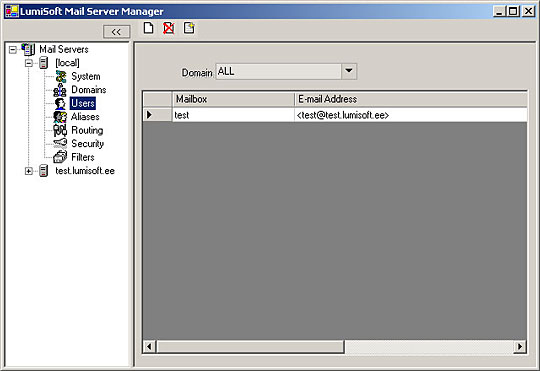 LumiSoft Mail Server Manager
<<
Mail Servers
[local]
System
Domains
Users
Aliases
Routing
Security
Filters
test.lumisoft.ee
Domain ALL
Mailbox E-mail Address
test <test@test.lumisoft.ee>